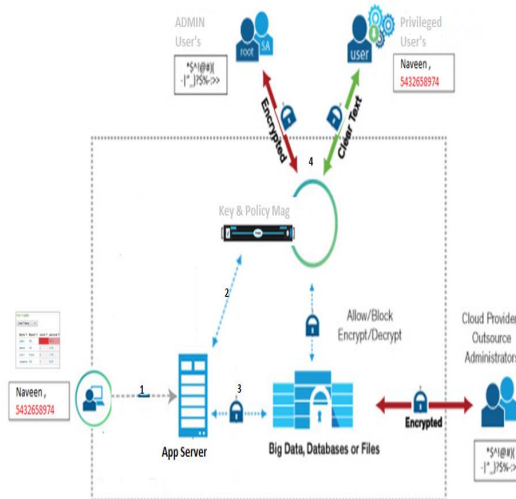 ADMIN
User's
root
SA
*$^!@#)(
-|"_}?$%->>
Privileged
User's
user
Naveen ,
5432658974
Encrypted
Clear Text
4
Key & Policy Mag
2
Allow/Block
Encrypt/Decrypt
Cloud Provider
Outsource
Administrators
Naveen ,
5432658974
1
3
App Server
Big Data, Databases or Files
Encrypted
*$^!@#)(
-|"_}?$%->>